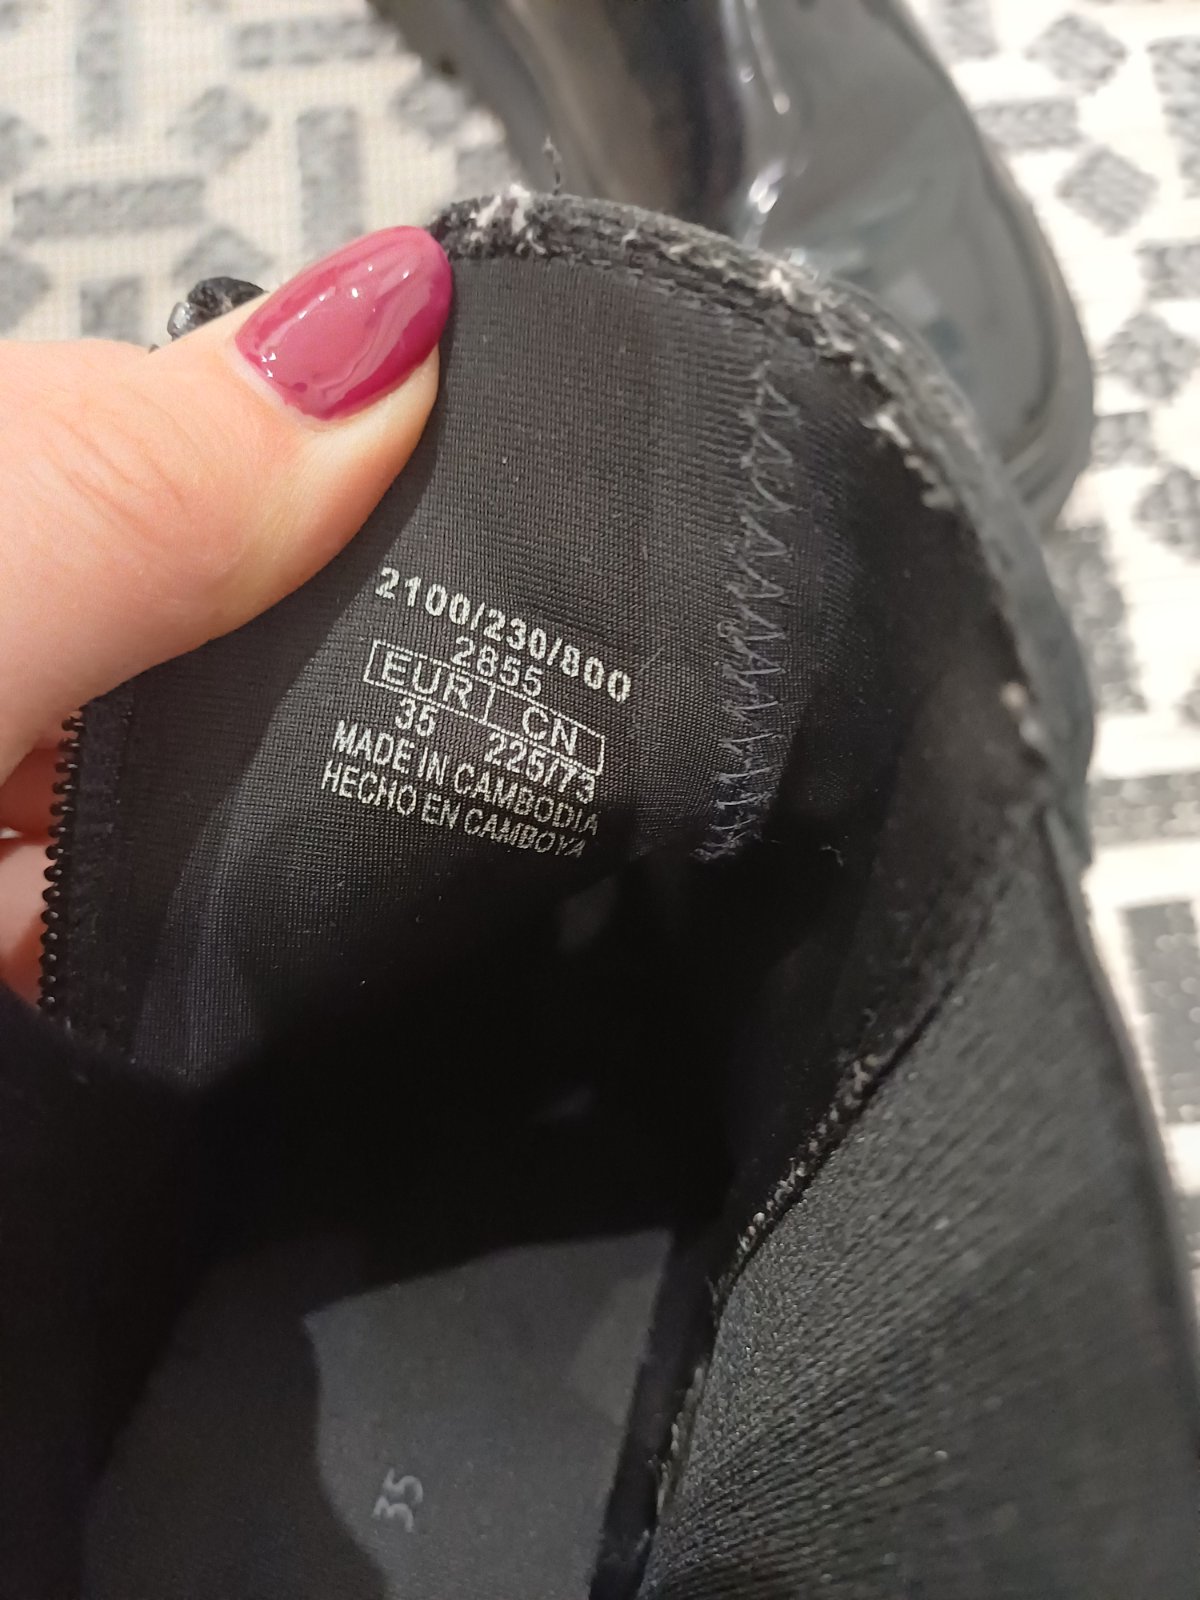 2100/230/800
2855
EUR CN
35 225/73
MADE IN CAMBODIA
HECHO EN CAMBOYA
35